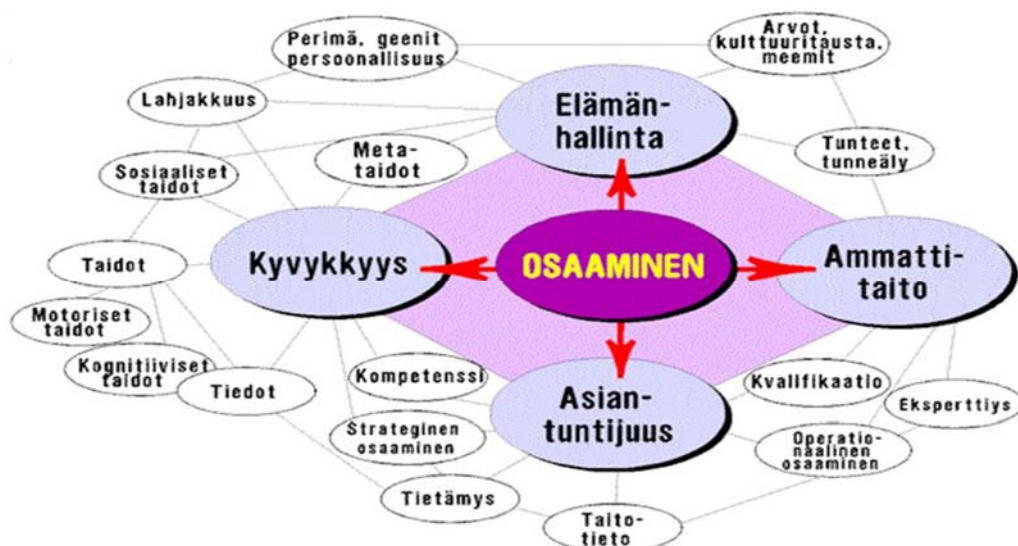 Perimä, geenit
persoonallisuus
Arvot,
kulttuuritausta,
meemit
Lahjakkuus
Elämän-
hallinta
Meta-
taidot
Tunteet,
tunneäly
Sosiaaliset
taidot
Kyvykkyys
OSAAMINEN
Ammatti-
taito
Taidot
Motoriset
taidot
Kognitiiviset
taidot
Tiedot
Kompetenssi
Asian-
tuntijuus
Kvalifikaatio
Eksperttiys
Strateginen
osaaminen
Operatio-
naalinen
osaaminen
Tietämys
Taito-
tieto